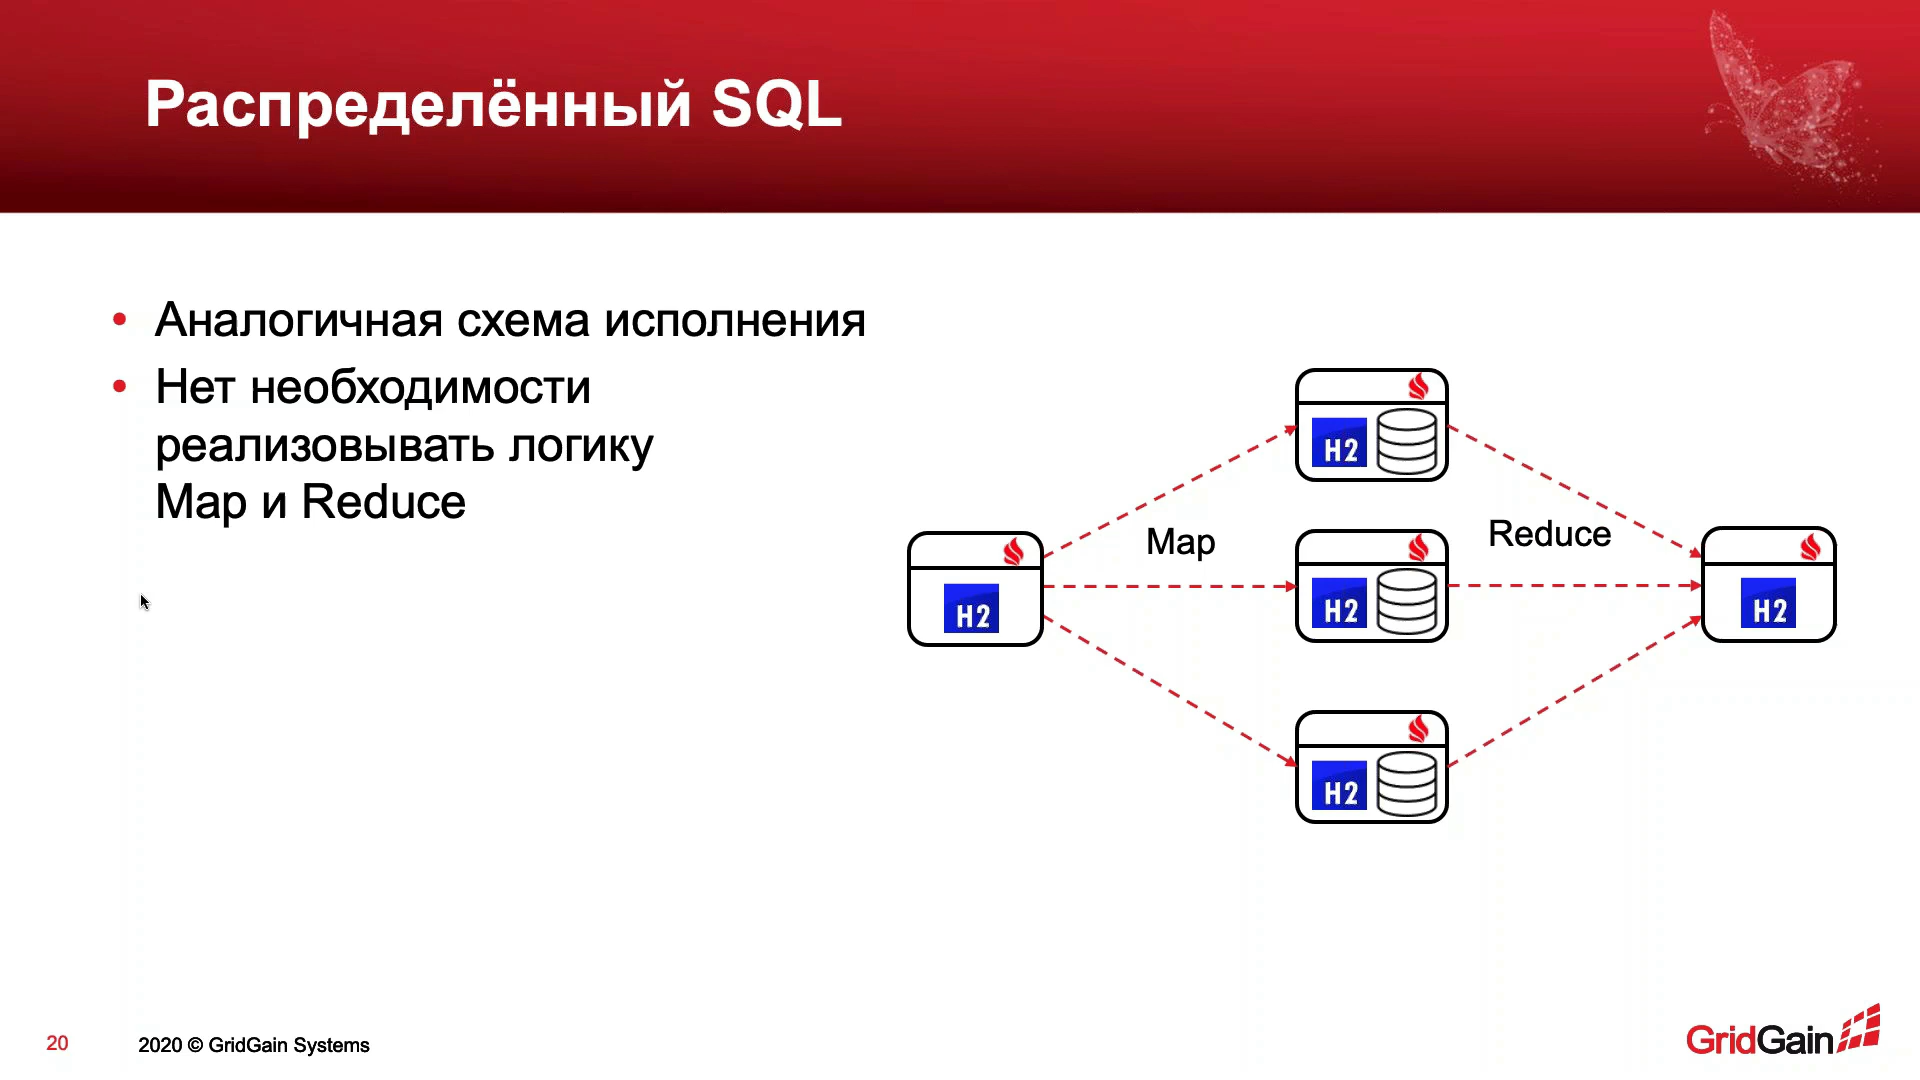 Распределённый SQL
• Аналогичная схема исполнения
• Нет необходимости
реализовывать логику
Map и Reduce
H2
Map
Reduce
H2
H2
H2
H2
20
2020 © GridGain Systems
GridGain